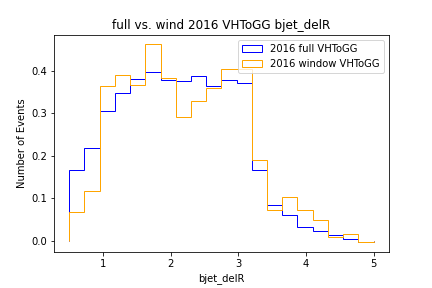 full vs. wind 2016 VHToGG bjet_delR
2016 full VHToGG
2016 window VHToGG
Number of Events
0.4
0.3
0.2
0.1
0.0
1 2 3 4 5
bjet_delR